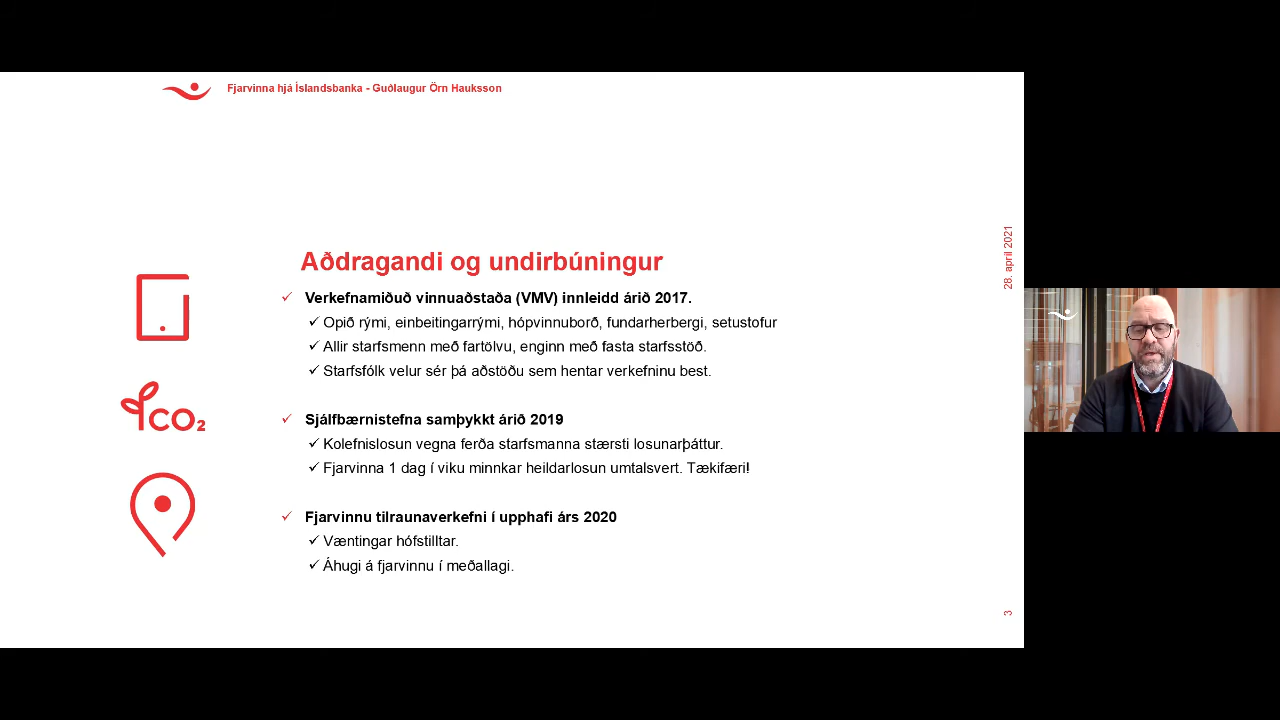 Fjarvinna hjá Íslandsbanka - Guðlaugur Örn Hauksson
Aðdragandi og undirbúningur
Verkefnamiðuð vinnuaðstaða (VMV) innleidd árið 2017.
Opið rými, einbeitingarrými, hópvinnuborð, fundarherbergi, setustofur
Allir starfsmenn með fartölvu, enginn með fasta starfsstöð.
Starfsfólk velur sér þá aðstöðu sem hentar verkefninu best.
CO2
Sjálfbærnistefna samþykkt árið 2019
Kolefnislosun vegna ferða starfsmanna stærsti losunarþáttur.
Fjarvinna 1 dag í viku minnkar heildarlosun umtalsvert. Tækifæri!
Fjarvinnu tilraunaverkefni í upphafi árs 2020
Væntingar hófstilltar.
Áhugi á fjarvinnu í meðallagi.
28. apríl 2021
3